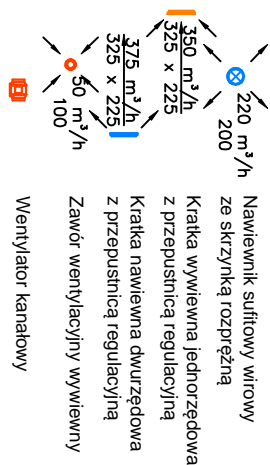 220 m³/h
200
Nawiewnik sufitowy wirowy
ze skrzynką rozprężną
350 m³/h
325 x 225
Kratka wywiewna jednorzędowa
z przepustnicą regulacyjną
375 m³/h
325 x 225
Kratka nawiewna dwurzędowa
z przepustnicą regulacyjną
50 m³/h
100
Zawór wentylacyjny wywiewny
Wentylator kanałowy